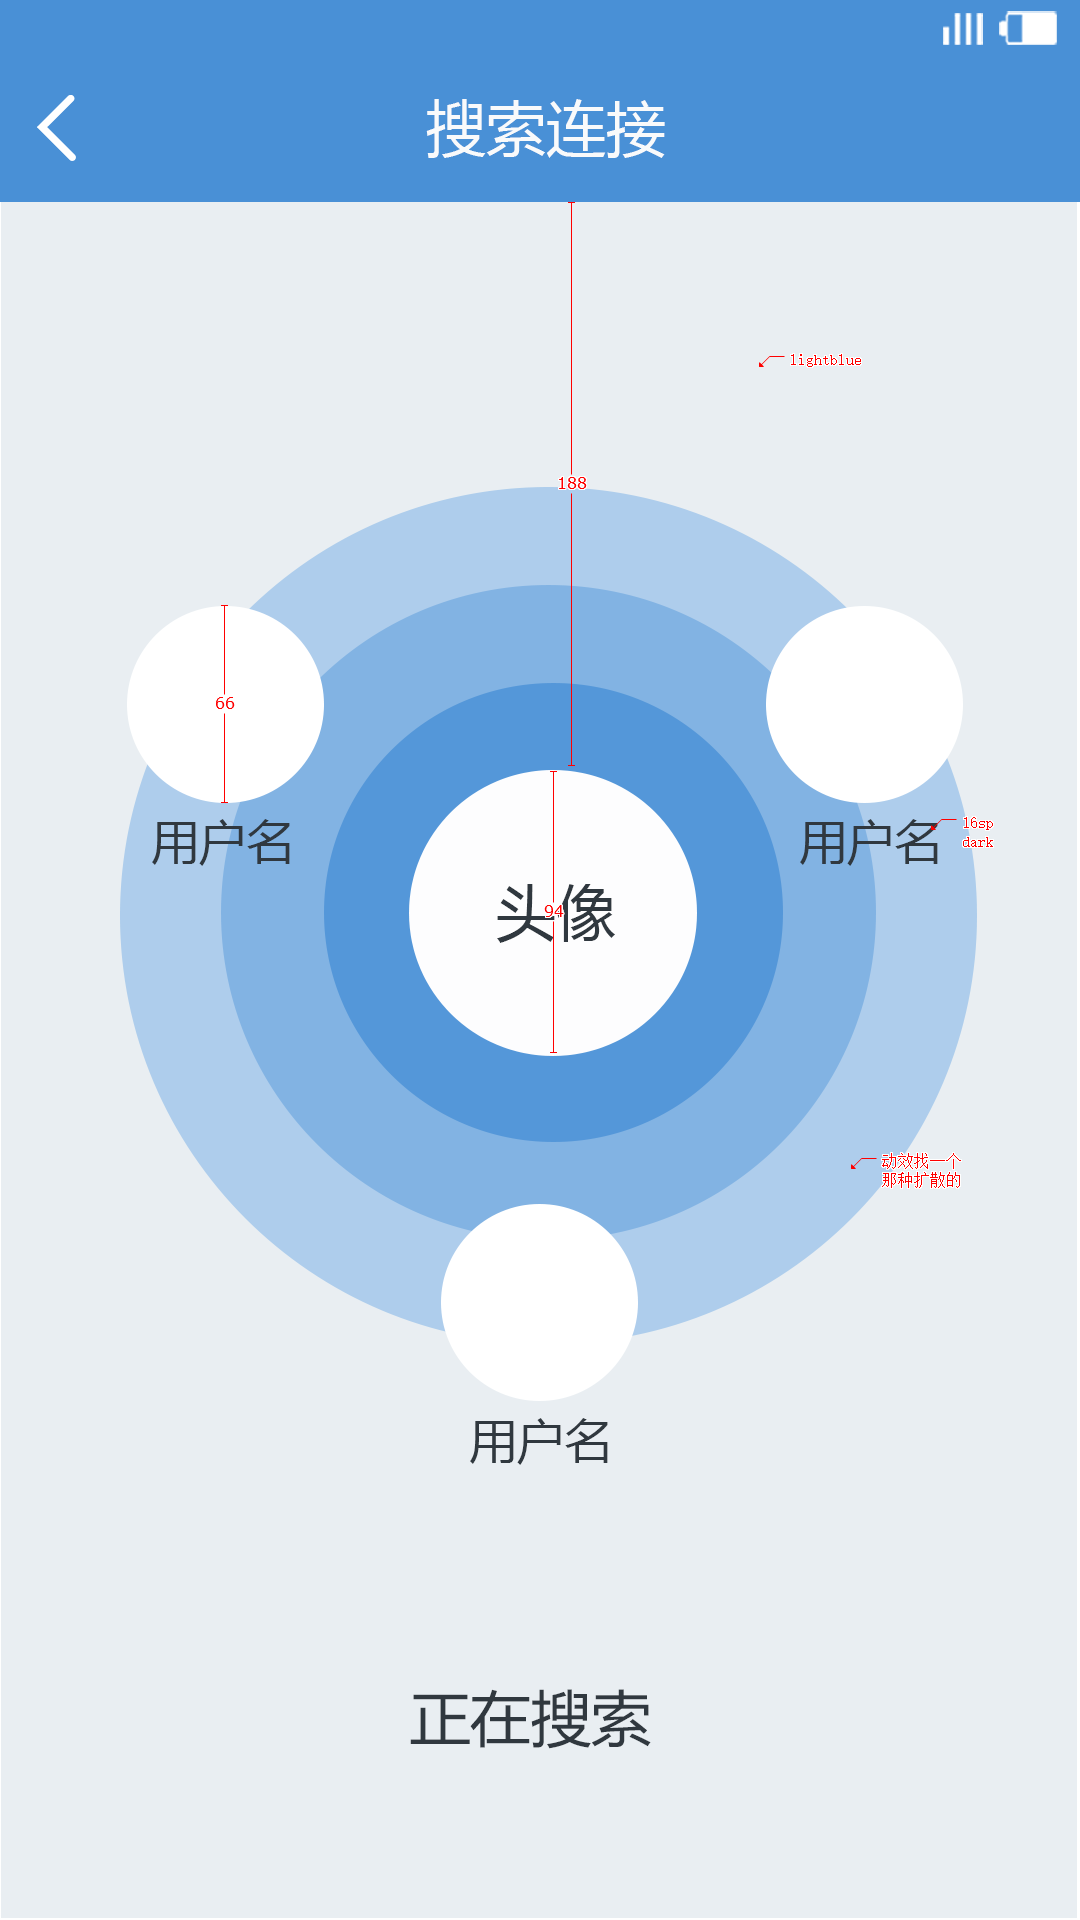 搜索连接
lightblue
188
66
用户名
用户名
16sp
dark
头像
94
动效找一个
那种扩散的
用户名
正在搜索